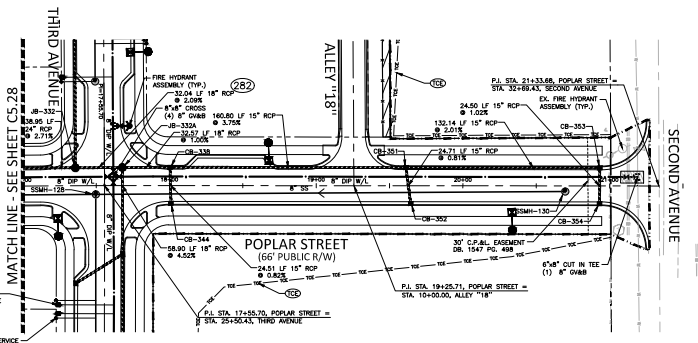 THIRD AVENUE
ALLEY "18"
SECOND AVENUE
MATCH LINE - SEE SHEET C5.28
FIRE HYDRANT
ASSEMBLY (TYP.)
32.04 LF 18" RCP
@ 2.09%
282
8"x8" CROSS
(4) 8" GV&B
160.80 LF 15" RCP
@ 3.75%
JB-332A
32.57 LF 18" RCP
@ 1.00%
CB-338
JB-332
38.95 LF
24" RCP
@ 2.71%
TCE
P.I. STA. 21+33.68, POPLAR STREET =
STA. 32+69.43, SECOND AVENUE
24.50 LF 15" RCP
@ 1.02%
EX. FIRE HYDRANT
ASSEMBLY (TYP.)
132.14 LF 15" RCP
@ 2.01%
CB-353
CB-351
24.71 LF 15" RCP
@ 0.81%
8" DIP W/L
8" DIP W/L
8" DIP W/L
8" DIP W/L
18+00
19+00
20+00
21+00
8" SS
SSMH-128
SSMH-130
CB-352
CB-354
CB-344
58.90 LF 18" RCP
@ 4.52%
POPLAR STREET
(66' PUBLIC R/W)
30' C.P.&L. EASEMENT
DB. 1547 PG. 498
6"x8" CUT IN TEE
(1) 8" GV&B
24.51 LF 15" RCP
@ 0.82%
TCE
P.I. STA. 19+25.71, POPLAR STREET =
STA. 10+00.00, ALLEY "18"
P.I. STA. 17+55.70, POPLAR STREET =
STA. 25+50.43, THIRD AVENUE
SERVICE